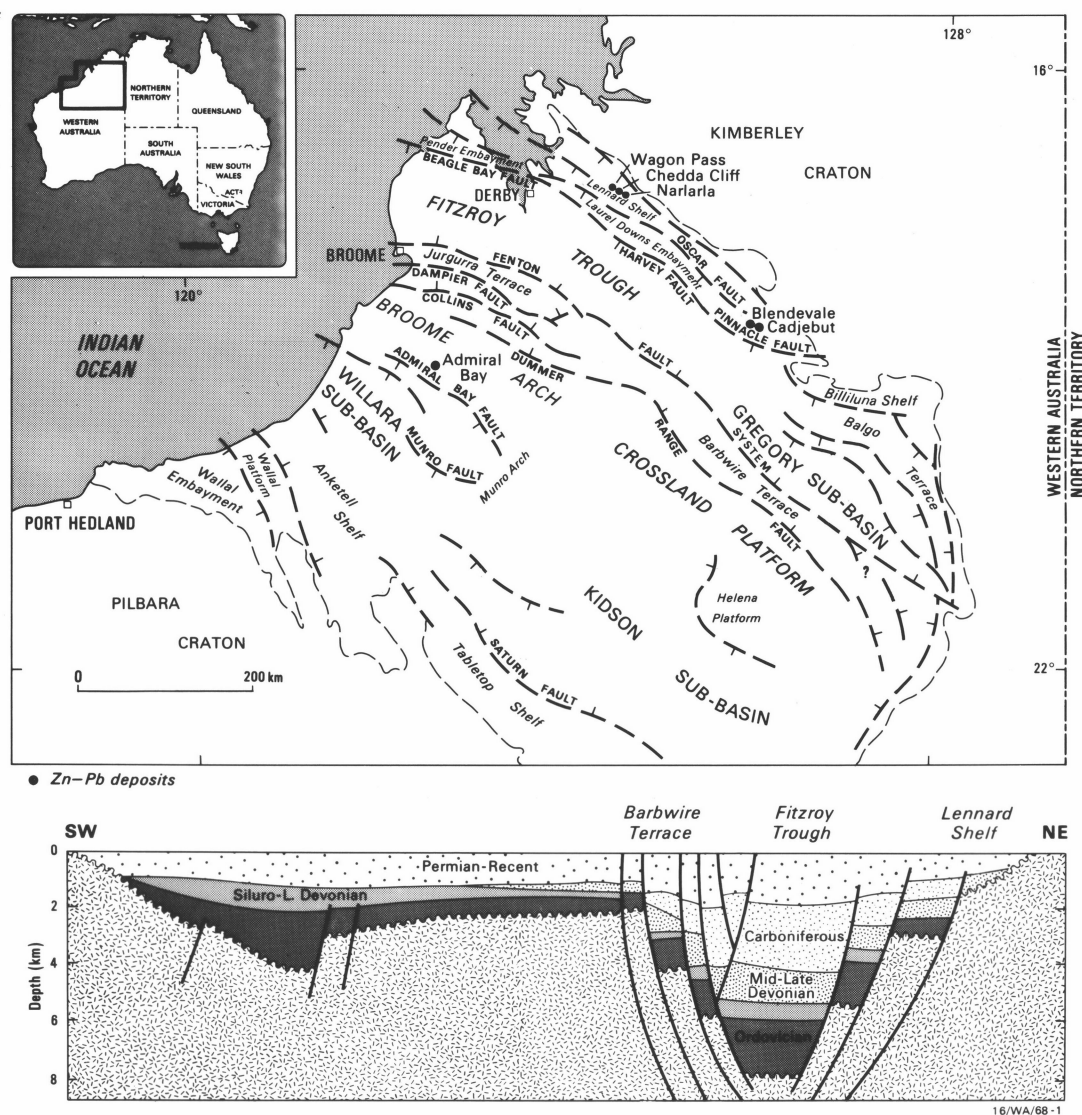 NORTHERN
TERRITORY
QUEENSLAND
WESTERN
AUSTRALIA
SOUTH
AUSTRALIA
NEW SOUTH
WALES
ACT
VICTORIA
120°
128°
16°
22°
KIMBERLEY
CRATON
Wagon Pass
Chedda Cliff
Narlarla
Pender Embayment
BEAGLE BAY FAULT
DERBY
Lennard Shelf
Laurel Downs Embayment
OSCAR FAULT
HARVEY FAULT
PINNACLE FAULT
FITZROY
TROUGH
BROOME
Jurgurra Terrace
FENTON
FAULT
SYSTEM
DAMPIER FAULT
COLLINS
FAULT
BROOME
ARCH
DUMMER
RANGE
FAULT
Blendevale
Cadjebut
INDIAN
OCEAN
Admiral
Bay
ADMIRAL BAY FAULT
WILLARA
SUB-BASIN
MUNRO FAULT
Munro Arch
Billiluna Shelf
Balgo
Terrace
GREGORY
SUB-BASIN
Barbwire Terrace
CROSSLAND
PLATFORM
?
WESTERN AUSTRALIA
NORTHERN TERRITORY
Wallal
Platform
Wallal
Embayment
Anketell
Shelf
PORT HEDLAND
PILBARA
CRATON
0 200 km
Helena
Platform
KIDSON
SUB-BASIN
SATURN
FAULT
Tabletop
Shelf
Zn–Pb deposits
SW
Barbwire
Terrace
Fitzroy
Trough
Lennard
Shelf
NE
Depth (km)
0
2
4
6
8
Permian-Recent
Siluro-L. Devonian
Carboniferous
Mid-Late
Devonian
Ordovician
16/WA/68-1